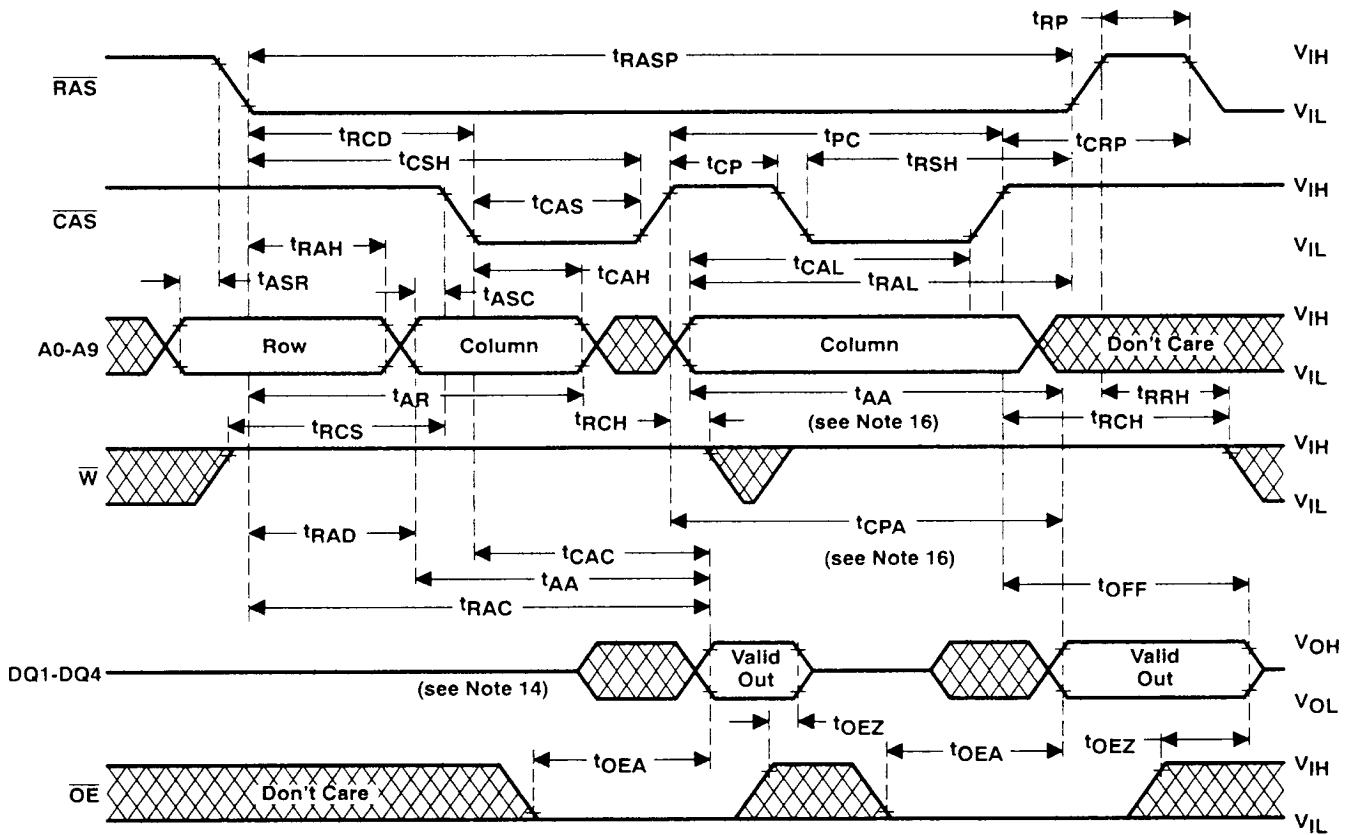 tRP
tRASP
VIH
RAS
VIL
tRCD
tPC
tCRP
tCSH
tCP
tRSH
VIH
CAS
tCAS
VIL
tRAH
tCAL
tASR
tCAH
tRAL
tASC
VIH
A0-A9
Row
Column
Column
Don't Care
VIL
tAR
tAA
tRRH
tRCS
tRCH
(see Note 16)
tRCH
VIH
W
VIL
tRAD
tCPA
tCAC
(see Note 16)
tAA
tOFF
tRAC
VOH
DQ1-DQ4
(see Note 14)
Valid
Out
Valid
Out
VOL
tOEZ
tOEA
tOEA
tOEZ
VIH
OE
Don't Care
VIL